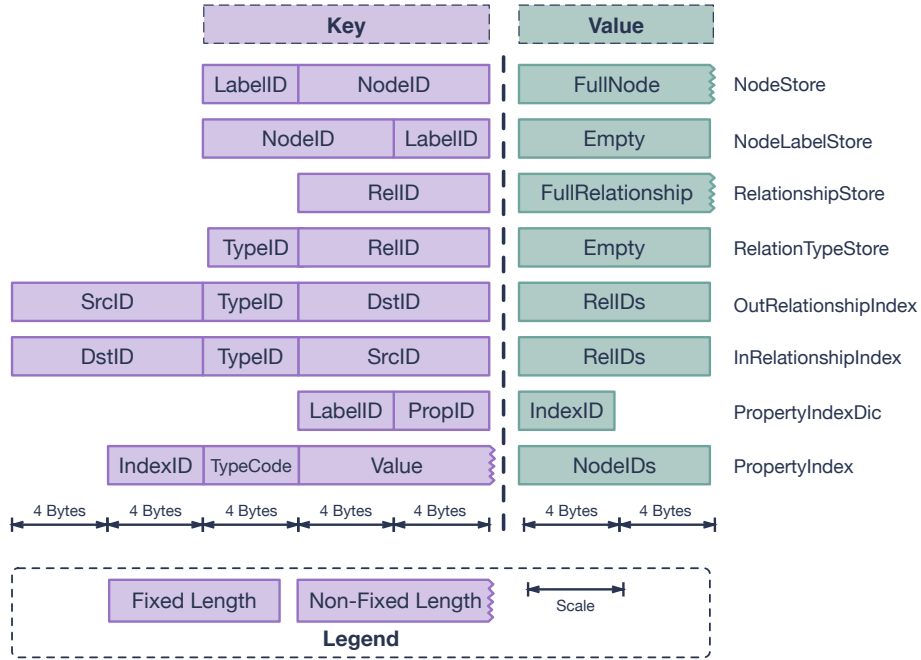 Key Value
LabelID NodeID FullNode NodeStore
NodeID LabelID Empty NodeLabelStore
RelID FullRelationship RelationshipStore
TypeID RelID Empty RelationTypeStore
SrcID TypeID DstID RelIDs OutRelationshipIndex
DstID TypeID SrcID RelIDs InRelationshipIndex
LabelID PropID IndexID PropertyIndexDic
IndexID TypeCode Value NodeIDs PropertyIndex
4 Bytes 4 Bytes 4 Bytes 4 Bytes 4 Bytes 4 Bytes 4 Bytes
Fixed Length Non-Fixed Length Scale
Legend